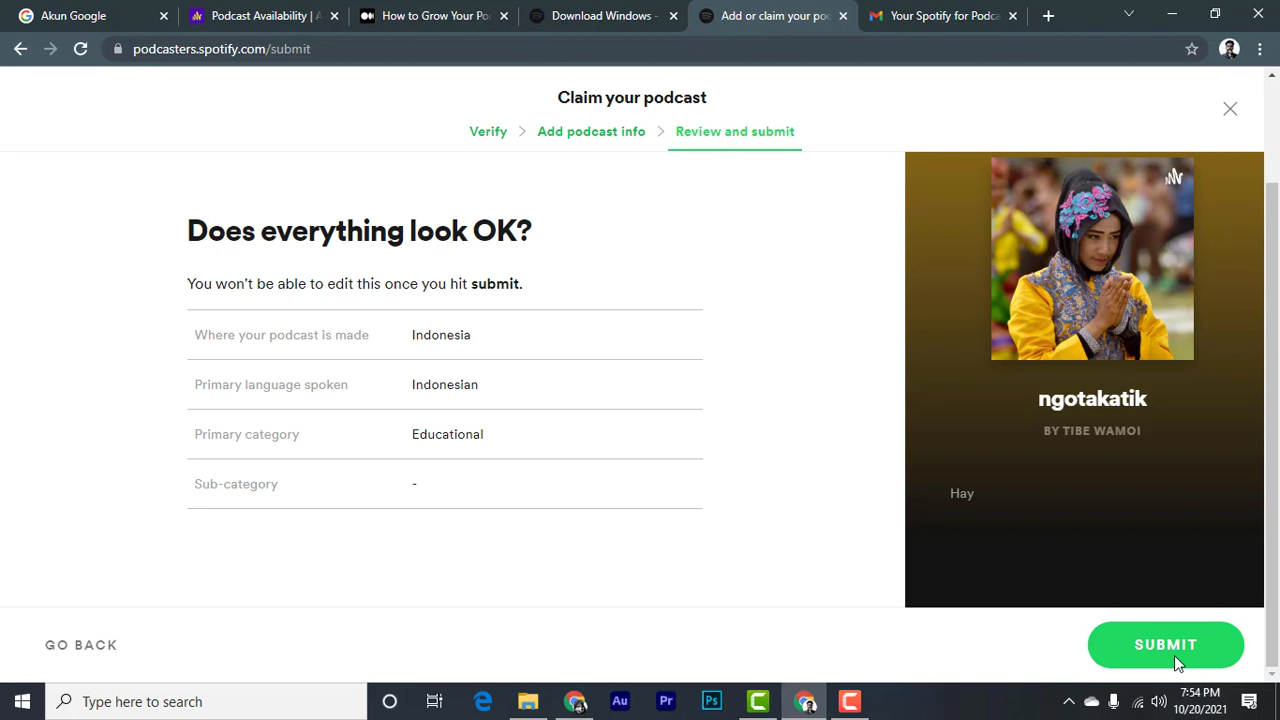 Akun Google
Podcast Availability | A
How to Grow Your Po
Download Windows -
Add or claim your poc
Your Spotify for Podca
podcasters.spotify.com/submit
Claim your podcast
Verify
Add podcast info
Review and submit
Does everything look OK?
You won't be able to edit this once you hit submit.
Where your podcast is made Indonesia
Primary language spoken Indonesian
Primary category Educational
Sub-category -
ngotakatik
BY TIBE WAMOI
Hay
GO BACK
SUBMIT
Type here to search
Au
Pr
Ps
7:54 PM
10/20/2021